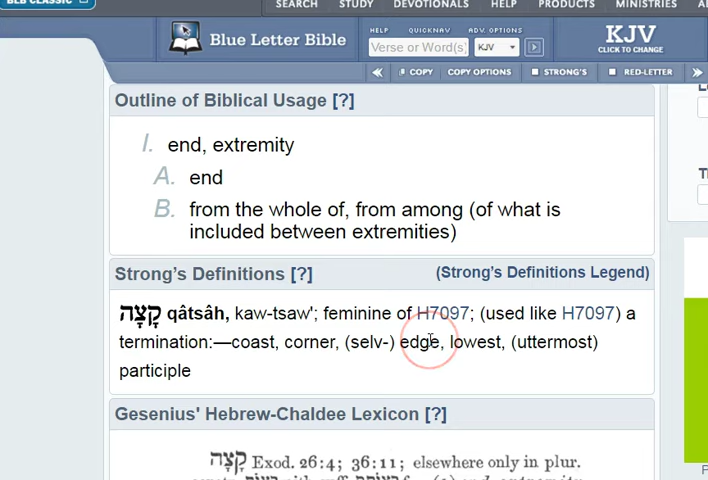 BLB CLASSIC
SEARCH STUDY DEVOTIONALS HELP PRODUCTS MINISTRIES
Blue Letter Bible
HELP QUICKNAV ADV. OPTIONS
Verse or Word(s) KJV
KJV
CLICK TO CHANGE
COPY COPY OPTIONS STRONG'S RED-LETTER
Outline of Biblical Usage [?]
I. end, extremity
A. end
B. from the whole of, from among (of what is
included between extremities)
Strong's Definitions [?] (Strong's Definitions Legend)
קָצָה qâtsâh, kaw-tsaw'; feminine of H7097; (used like H7097) a
termination:—coast, corner, (selv-) edge, lowest, (uttermost)
participle
Gesenius' Hebrew-Chaldee Lexicon [?]
קָצָה Exod. 26:4; 36:11; elsewhere only in plur.